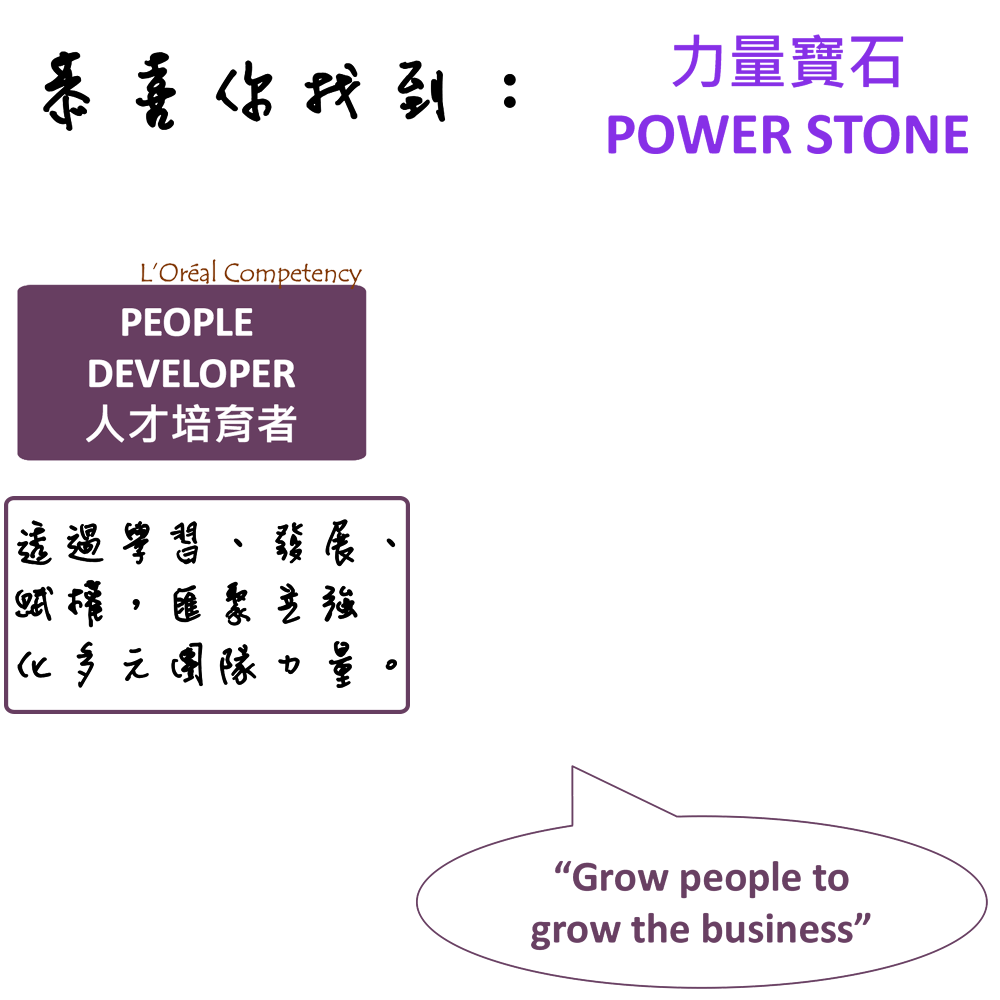 恭喜你找到：
力量寶石
POWER STONE
L’Oréal Competency
PEOPLE
DEVELOPER
人才培育者
透過學習、發展、
賦權，匯聚並強
化多元團隊力量。
“Grow people to
grow the business”